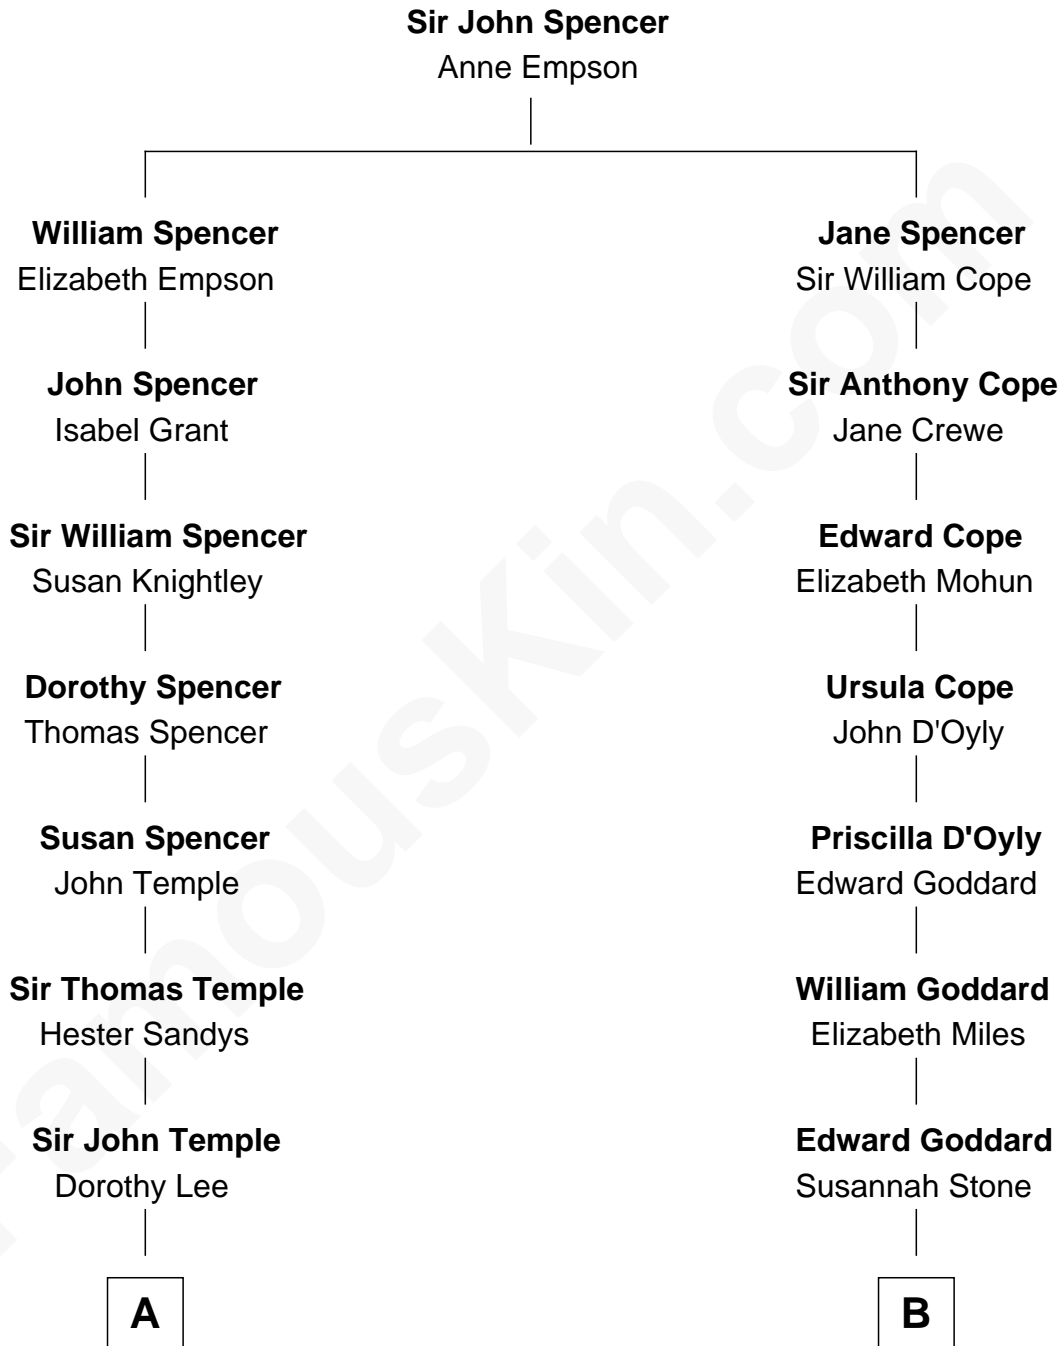 Sir John Spencer
Anne Empson
William Spencer
Elizabeth Empson
Jane Spencer
Sir William Cope
John Spencer
Isabel Grant
Sir Anthony Cope
Jane Crewe
Sir William Spencer
Susan Knightley
Edward Cope
Elizabeth Mohun
Dorothy Spencer
Thomas Spencer
Ursula Cope
John D'Oyly
Susan Spencer
John Temple
Priscilla D'Oyly
Edward Goddard
Sir Thomas Temple
Hester Sandys
William Goddard
Elizabeth Miles
Sir John Temple
Dorothy Lee
Edward Goddard
Susannah Stone
A
B
FamousKin.com